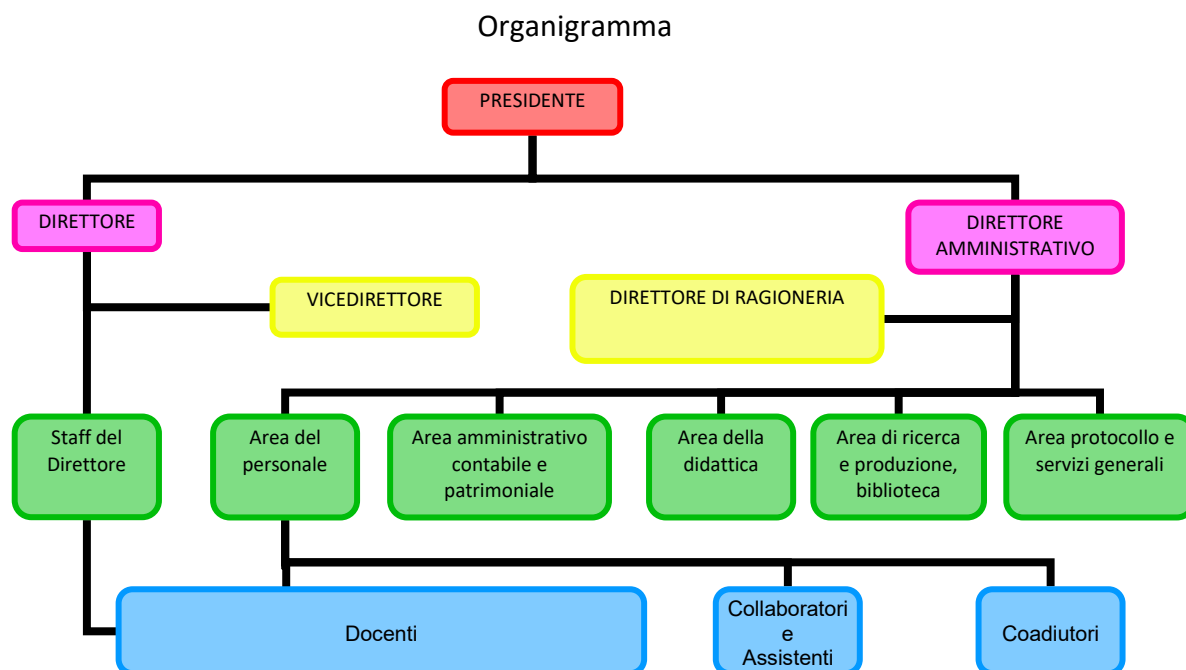 Organigramma
PRESIDENTE
DIRETTORE
DIRETTORE
AMMINISTRATIVO
VICEDIRETTORE
DIRETTORE DI RAGIONERIA
Staff del
Direttore
Area del
personale
Area amministrativo
contabile e
patrimoniale
Area della
didattica
Area di ricerca
e produzione,
biblioteca
Area protocollo e
servizi generali
Docenti
Collaboratori
e
Assistenti
Coadiutori